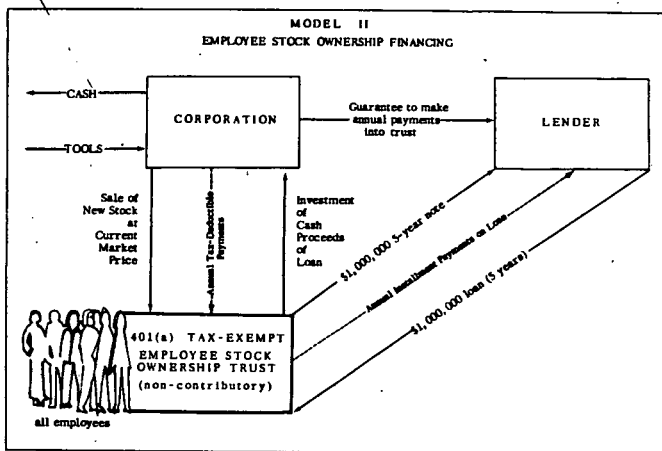 MODEL II
EMPLOYEE STOCK OWNERSHIP FINANCING
CASH
TOOLS
CORPORATION
Guarantee to make
annual payments
into trust
LENDER
Sale of
New Stock
at
Current
Market
Price
Annual Tax-Deductible
Payments
Investment
of
Cash
Proceeds
of
Loan
$1,000,000 5-year note
Annual Installment Payments on Loan
$1,000,000 loan (5 years)
401(a) TAX-EXEMPT
EMPLOYEE STOCK
OWNERSHIP TRUST
(non-contributory)
all employees